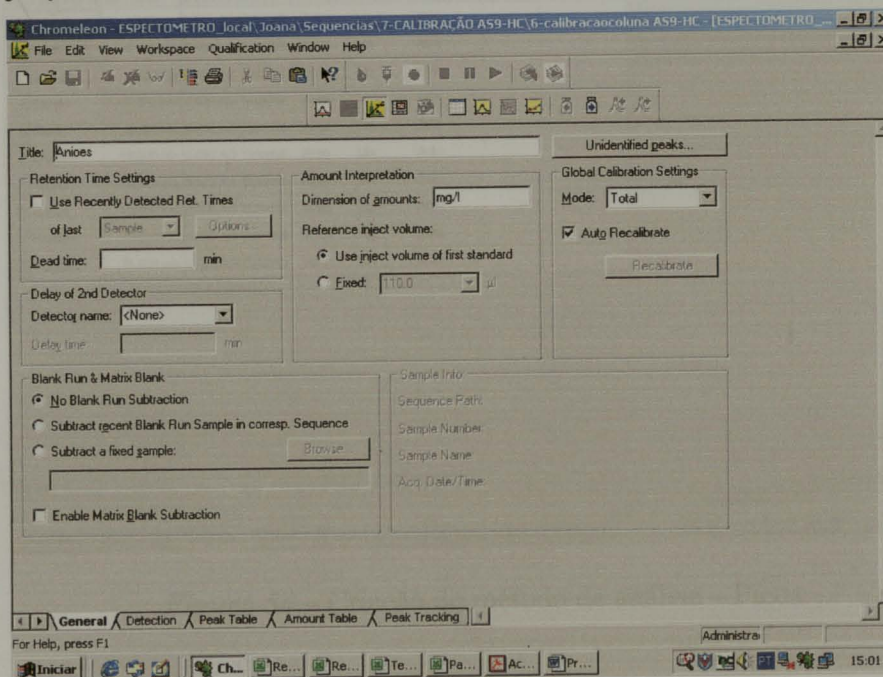 Chromeleon - ESPECTOMETRO_local\Joana\Sequencias\7-CALIBRAÇÃO AS9-HC\6-calibracaocoluna AS9-HC - [ESPECTOMETRO_...
File Edit View Workspace Qualification Window Help
Title: Anioes
Unidentified peaks...
Retention Time Settings
Use Recently Detected Ret. Times
of last Sample Options...
Dead time: min
Delay of 2nd Detector
Detector name: <None>
Delay time: min
Amount Interpretation
Dimension of amounts: mg/l
Reference inject volume:
Use inject volume of first standard
Fixed: 110.0 µl
Global Calibration Settings
Mode: Total
Auto Recalibrate
Recalibrate
Blank Run & Matrix Blank
No Blank Run Subtraction
Subtract recent Blank Run Sample in corresp. Sequence
Subtract a fixed sample: Browse...
Enable Matrix Blank Subtraction
Sample Info
Sequence Path:
Sample Number:
Sample Name:
Acq. Date/Time:
General Detection Peak Table Amount Table Peak Tracking
For Help, press F1
Administra
Iniciar Ch... Re... Re... Te... Pa... Ac... Pr... PT 15:01